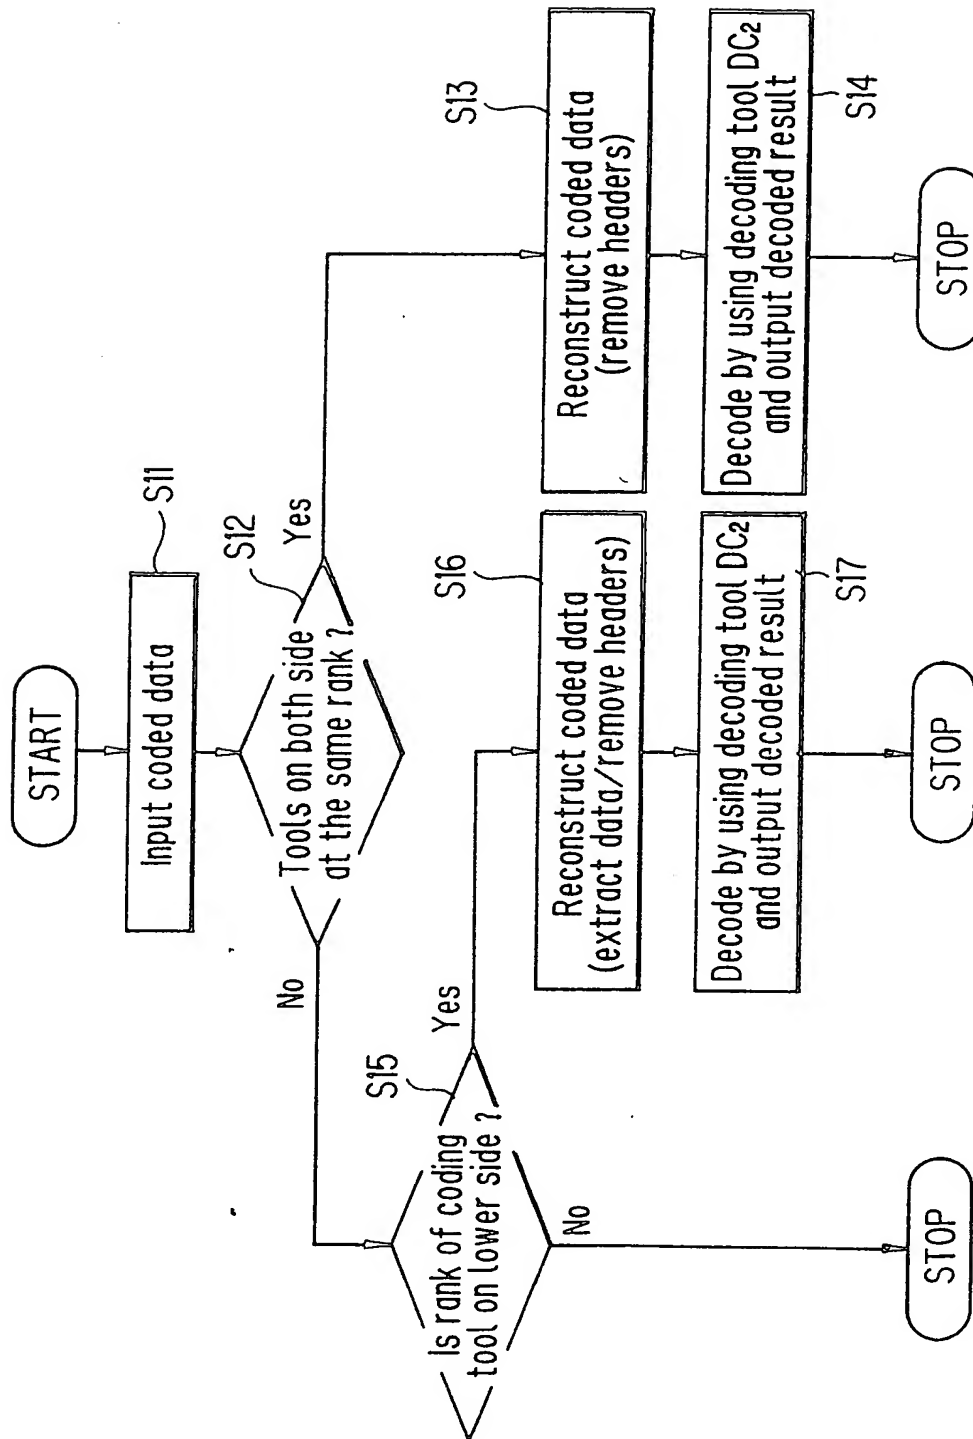 START
Input coded data
S11
Tools on both side
at the same rank ?
S12
Yes
No
Is rank of coding
tool on lower side ?
S15
Yes
No
Reconstruct coded data
(extract data/remove headers)
S16
Reconstruct coded data
(remove headers)
S13
Decode by using decoding tool DC2
and output decoded result
S17
Decode by using decoding tool DC2
and output decoded result
S14
STOP
STOP
STOP